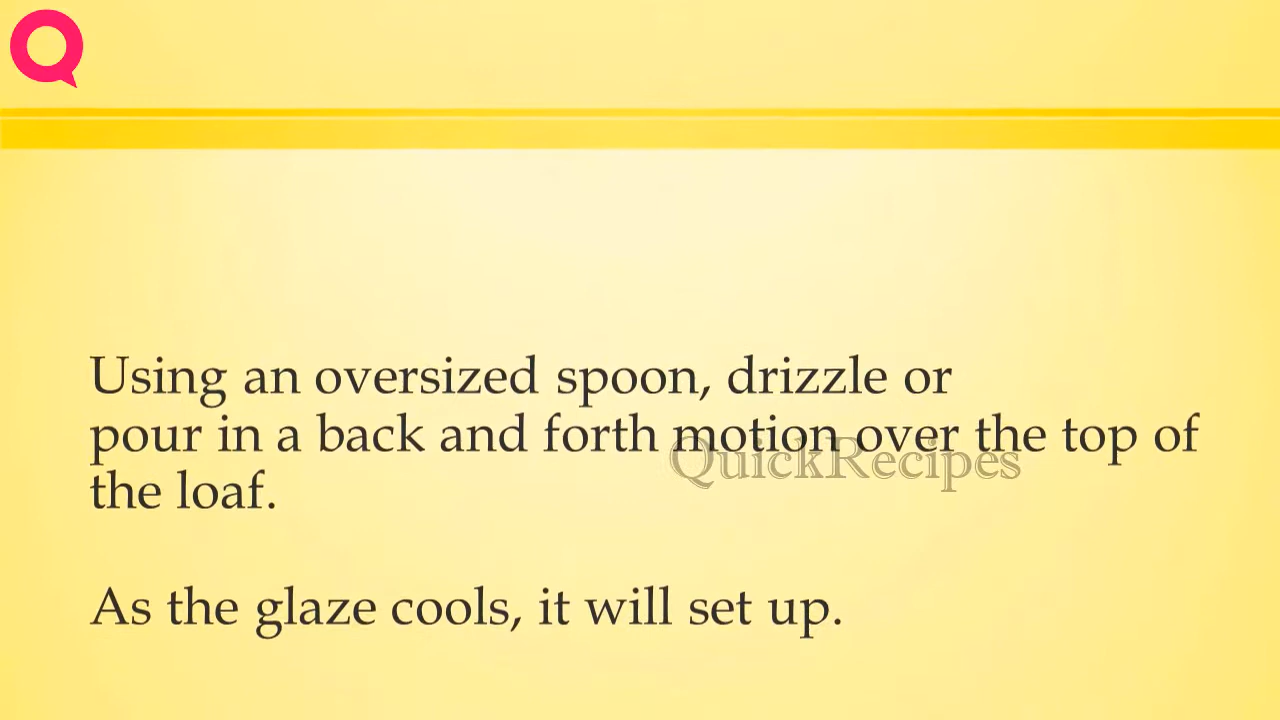 Using an oversized spoon, drizzle or
pour in a back and forth motion over the top of
the loaf.
As the glaze cools, it will set up.
QuickRecipes